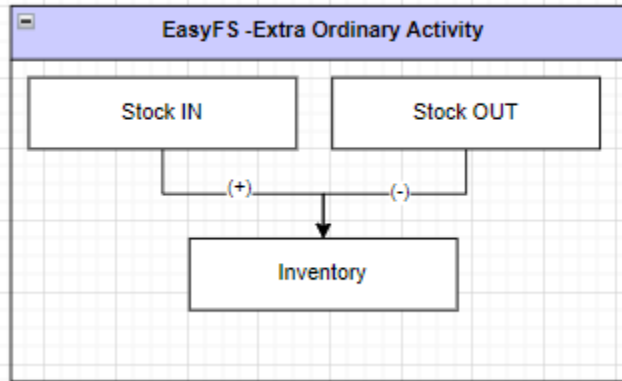 EasyFS -Extra Ordinary Activity
Stock IN
Stock OUT
(+)
(-)
Inventory